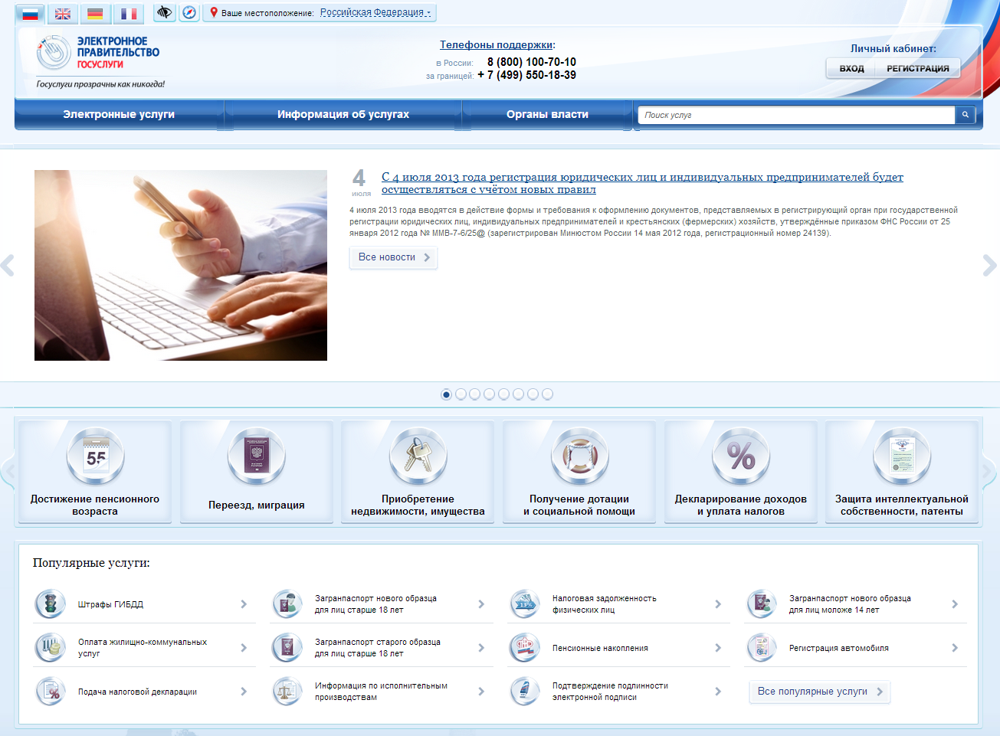 Ваше местоположение: Российская Федерация
ЭЛЕКТРОННОЕ
ПРАВИТЕЛЬСТВО
ГОСУСЛУГИ
Госуслуги прозрачны как никогда!
Телефоны поддержки:
в России: 8 (800) 100-70-10
за границей: + 7 (499) 550-18-39
Личный кабинет:
ВХОД РЕГИСТРАЦИЯ
Электронные услуги Информация об услугах Органы власти Поиск услуг
4 июля
С 4 июля 2013 года регистрация юридических лиц и индивидуальных предпринимателей будет
осуществляться с учётом новых правил
4 июля 2013 года вводятся в действие формы и требования к оформлению документов, представляемых в регистрирующий орган при государственной
регистрации юридических лиц, индивидуальных предпринимателей и крестьянских (фермерских) хозяйств, утверждённые приказом ФНС России от 25
января 2012 года № ММВ-7-6/25@ (зарегистрирован Минюстом России 14 мая 2012 года, регистрационный номер 24139).
Все новости
55
%
Достижение пенсионного
возраста
Переезд, миграция
Приобретение
недвижимости, имущества
Получение дотации
и социальной помощи
Декларирование доходов
и уплата налогов
Защита интеллектуальной
собственности, патенты
Популярные услуги:
Штрафы ГИБДД
Загранпаспорт нового образца
для лиц старше 18 лет
13%
Налоговая задолженность
физических лиц
Загранпаспорт нового образца
для лиц моложе 14 лет
Оплата жилищно-коммунальных
услуг
Загранпаспорт старого образца
для лиц старше 18 лет
Пенсионные накопления
Регистрация автомобиля
%
Подача налоговой декларации
Информация по исполнительным
производствам
Подтверждение подлинности
электронной подписи
Все популярные услуги